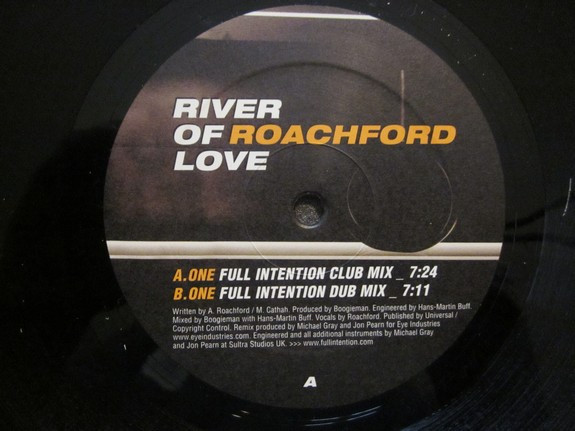 RIVER
OF ROACHFORD
LOVE
A.ONE FULL INTENTION CLUB MIX _ 7:24
B.ONE FULL INTENTION DUB MIX _ 7:11
Written by A. Roachford / M. Cathah. Produced by Boogieman. Engineered by Hans-Martin Buff.
Mixed by Boogieman with Hans-Martin Buff. Vocals by Roachford. Published by Universal /
Copyright Control. Remix produced by Michael Gray and Jon Pearn for Eye Industries
www.eyeindustries.com. Engineered and all additional instruments by Michael Gray
and Jon Pearn at Sultra Studios UK. >>> www.fullintention.com
A